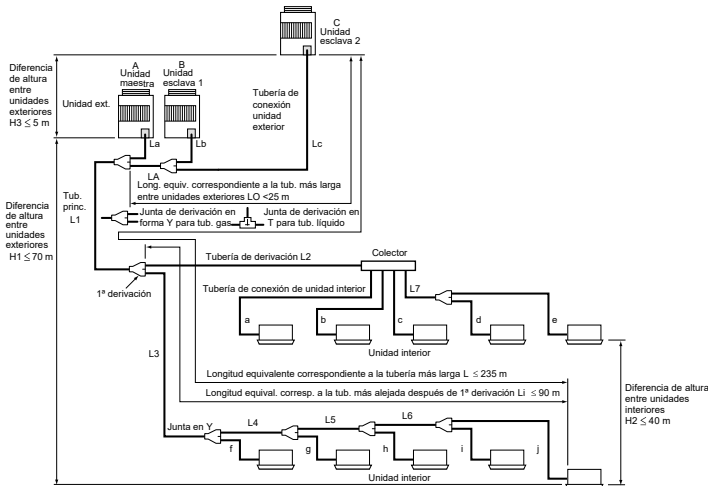 C
Unidad
esclava 2
Diferencia
de altura
entre
unidades
exteriores
H3 ≤ 5 m
A
Unidad
maestra
B
Unidad
esclava 1
Unidad ext.
Tubería de
conexión
unidad
exterior
La
Lb
Lc
LA
Long. equiv. correspondiente a la tub. más larga
entre unidades exteriores LO <25 m
Tub.
princ.
L1
Junta de derivación en
forma Y para tub. gas
Junta de derivación en
T para tub. líquido
Diferencia
de altura
entre
unidades
exteriores
H1 ≤ 70 m
Tubería de derivación L2
Colector
1ª derivación
Tubería de conexión de unidad interior
L7
a
b
c
d
e
Unidad interior
L3
Longitud equivalente correspondiente a la tubería más larga L ≤ 235 m
Longitud equival. corresp. a la tub. más alejada después de 1ª derivación Li ≤ 90 m
Diferencia de altura
entre unidades
interiores
H2 ≤ 40 m
Junta en Y
L4
L5
L6
f
g
h
i
j
Unidad interior